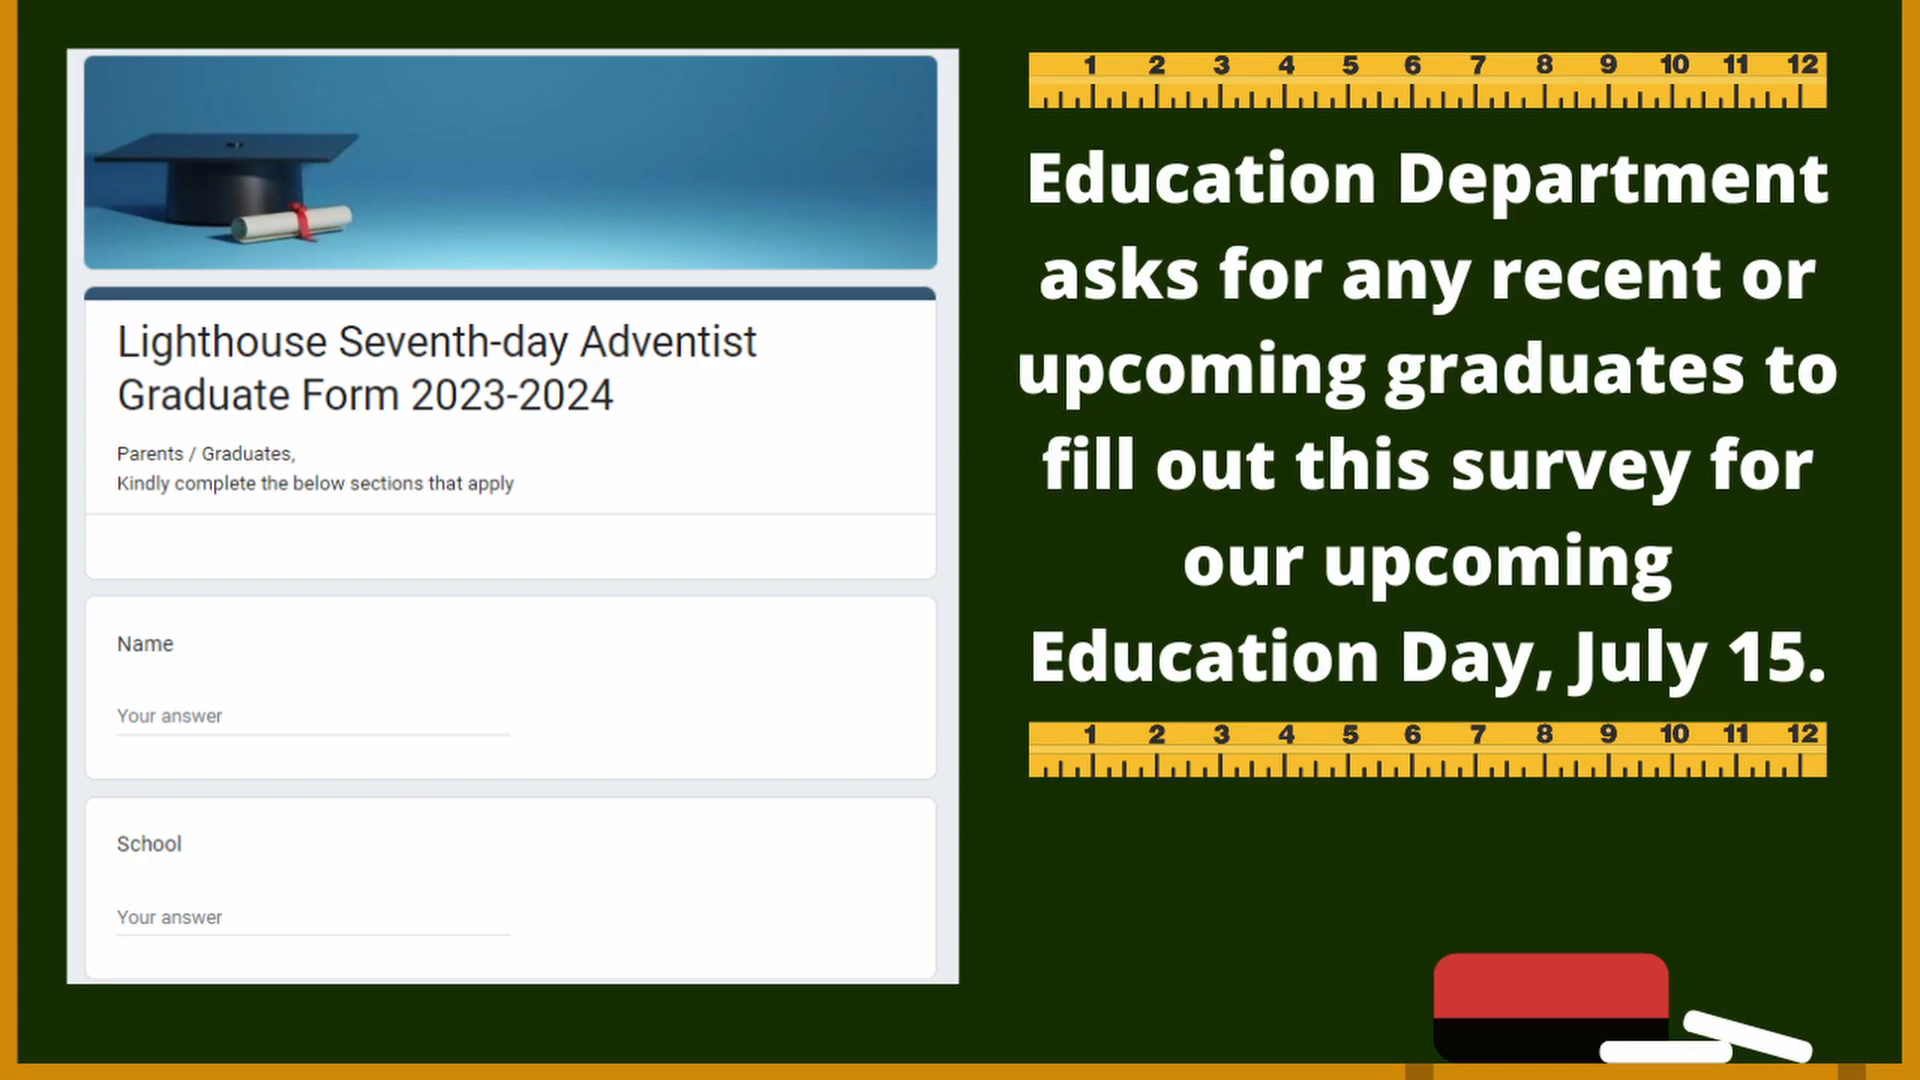 Lighthouse Seventh-day Adventist
Graduate Form 2023-2024
Parents / Graduates,
Kindly complete the below sections that apply
Name
Your answer
School
Your answer
1 2 3 4 5 6 7 8 9 10 11 12
Education Department
asks for any recent or
upcoming graduates to
fill out this survey for
our upcoming
Education Day, July 15.
1 2 3 4 5 6 7 8 9 10 11 12